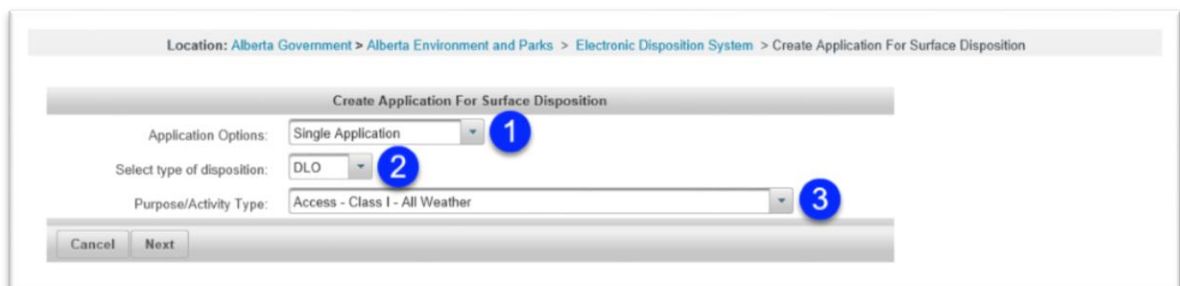 Location: Alberta Government > Alberta Environment and Parks > Electronic Disposition System > Create Application For Surface Disposition
Create Application For Surface Disposition
Application Options: Single Application 1
Select type of disposition: DLO 2
Purpose/Activity Type: Access - Class I - All Weather 3
Cancel Next